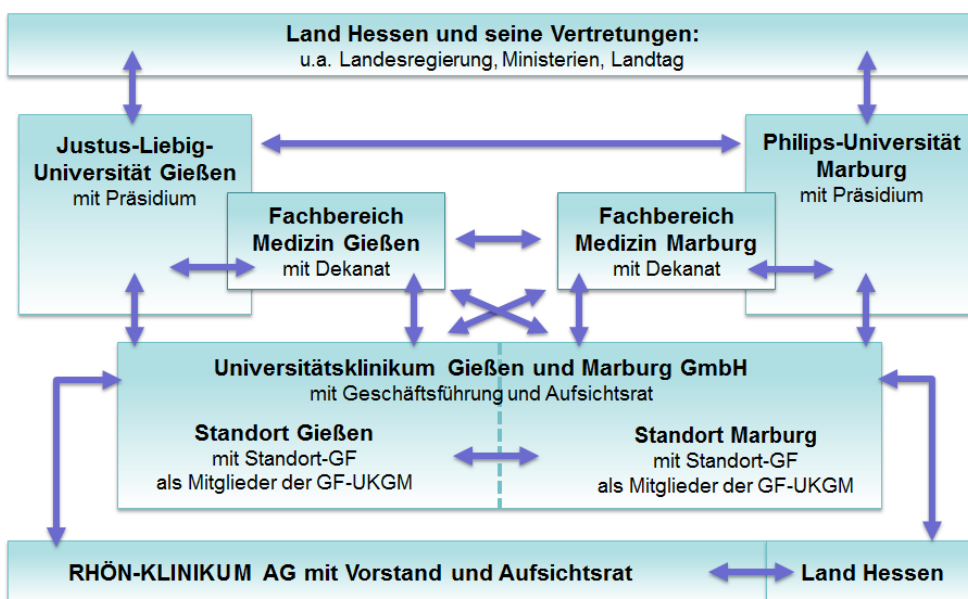 Land Hessen und seine Vertretungen:
u.a. Landesregierung, Ministerien, Landtag
Justus-Liebig-
Universität Gießen
mit Präsidium
Philips-Universität
Marburg
mit Präsidium
Fachbereich
Medizin Gießen
mit Dekanat
Fachbereich
Medizin Marburg
mit Dekanat
Universitätsklinikum Gießen und Marburg GmbH
mit Geschäftsführung und Aufsichtsrat
Standort Gießen
mit Standort-GF
als Mitglieder der GF-UKGM
Standort Marburg
mit Standort-GF
als Mitglieder der GF-UKGM
RHÖN-KLINIKUM AG mit Vorstand und Aufsichtsrat
Land Hessen